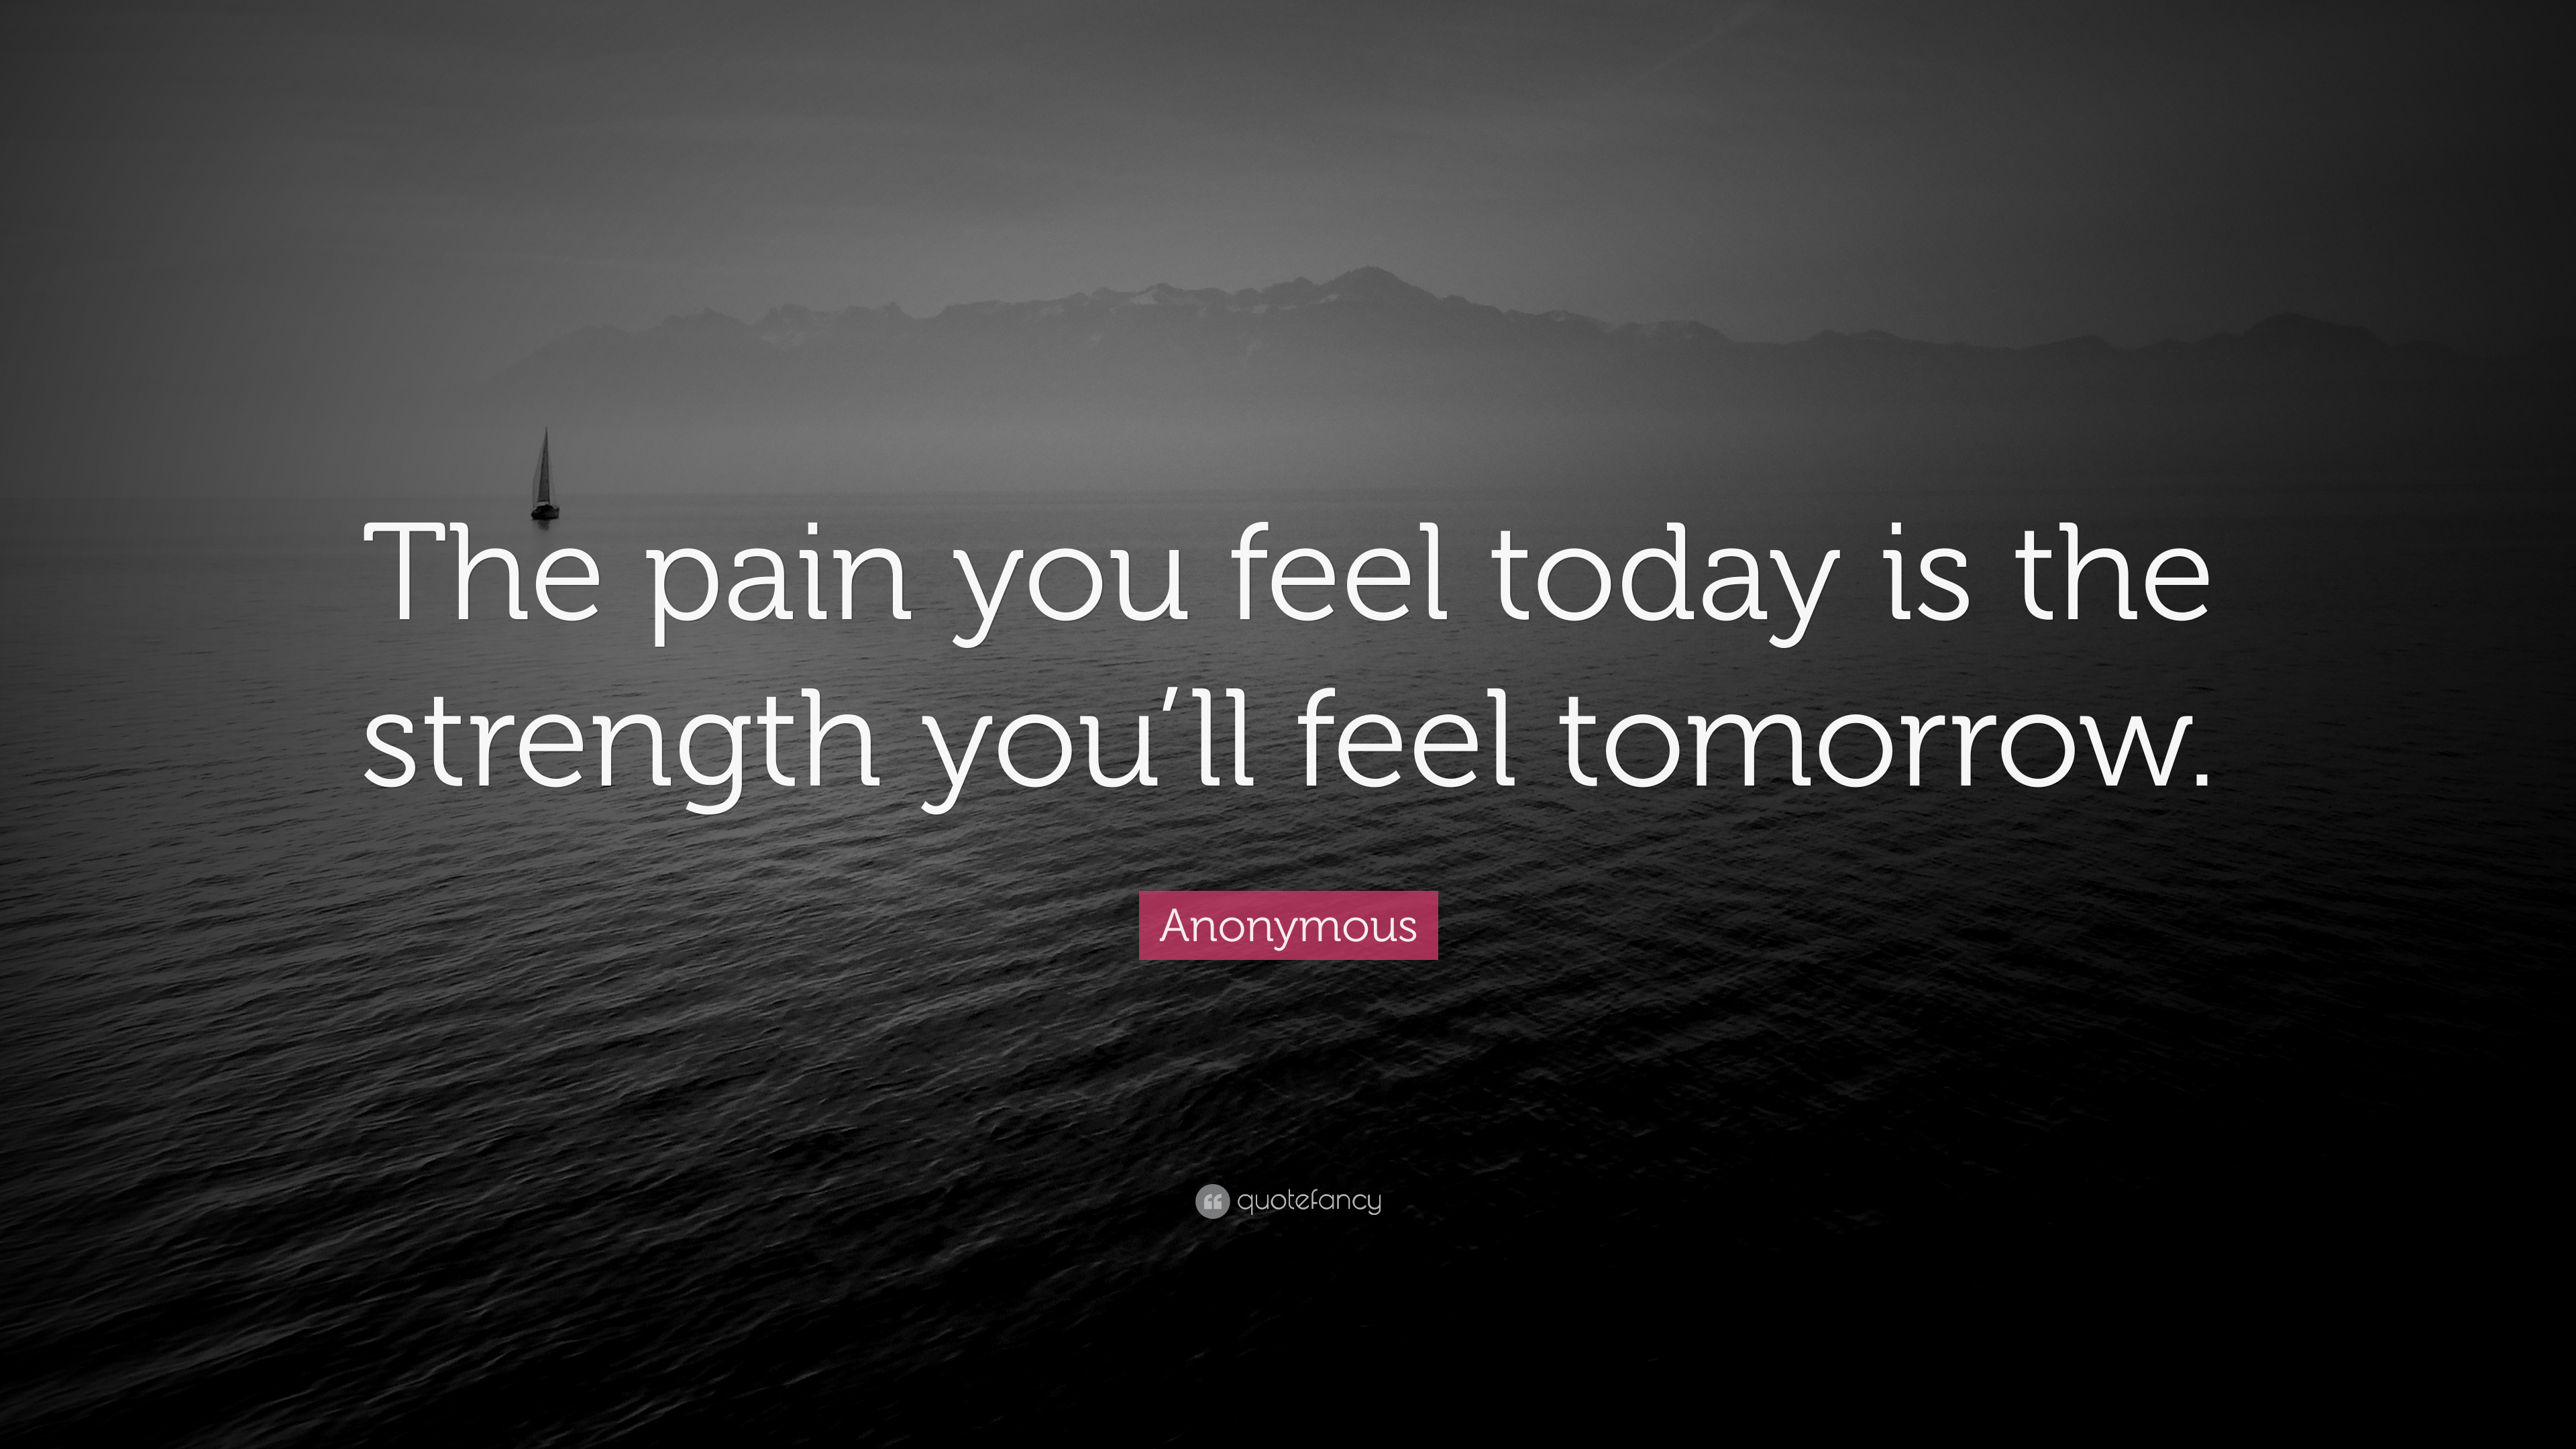 The pain you feel today is the
strength you’ll feel tomorrow.
Anonymous
quotefancy